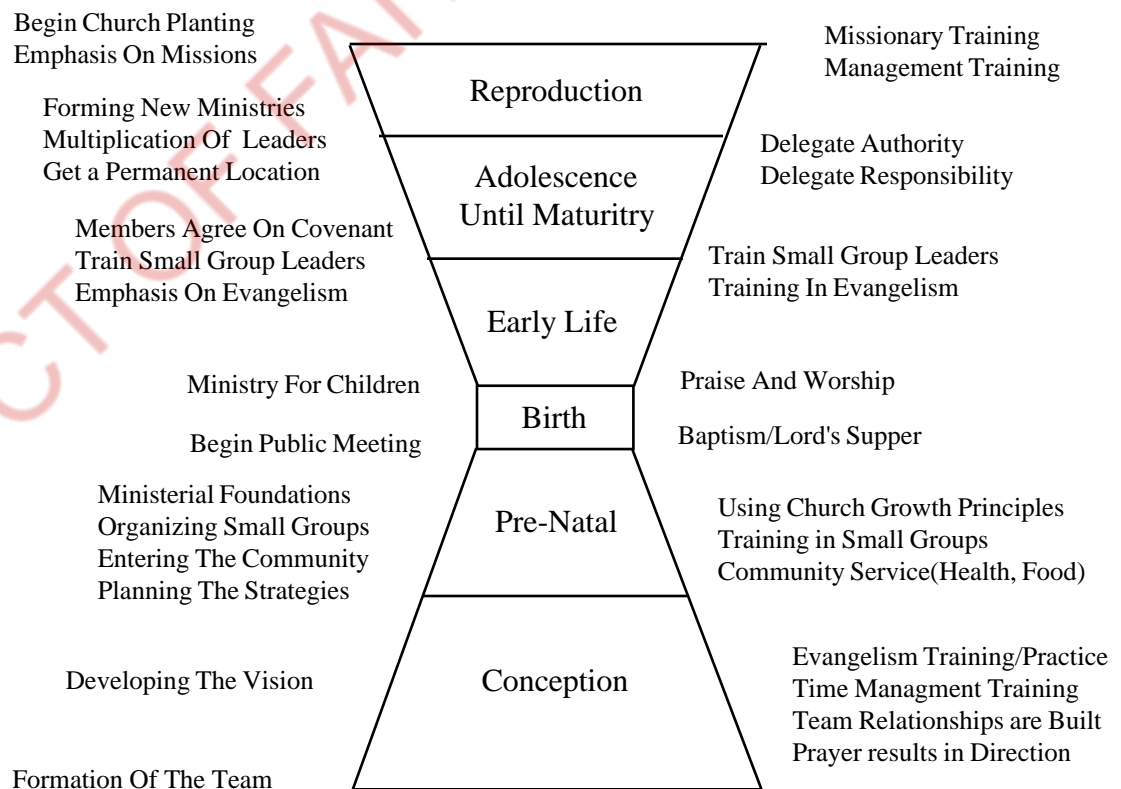 Begin Church Planting
Emphasis On Missions
Missionary Training
Management Training
Reproduction
Forming New Ministries
Multiplication Of Leaders
Get a Permanent Location
Delegate Authority
Delegate Responsibility
Adolescence
Until Maturitry
Members Agree On Covenant
Train Small Group Leaders
Emphasis On Evangelism
Train Small Group Leaders
Training In Evangelism
Early Life
Ministry For Children
Praise And Worship
Birth
Begin Public Meeting
Baptism/Lord's Supper
Ministerial Foundations
Organizing Small Groups
Entering The Community
Planning The Strategies
Pre-Natal
Using Church Growth Principles
Training in Small Groups
Community Service(Health, Food)
Developing The Vision
Conception
Evangelism Training/Practice
Time Managment Training
Team Relationships are Built
Prayer results in Direction
Formation Of The Team
CT OF